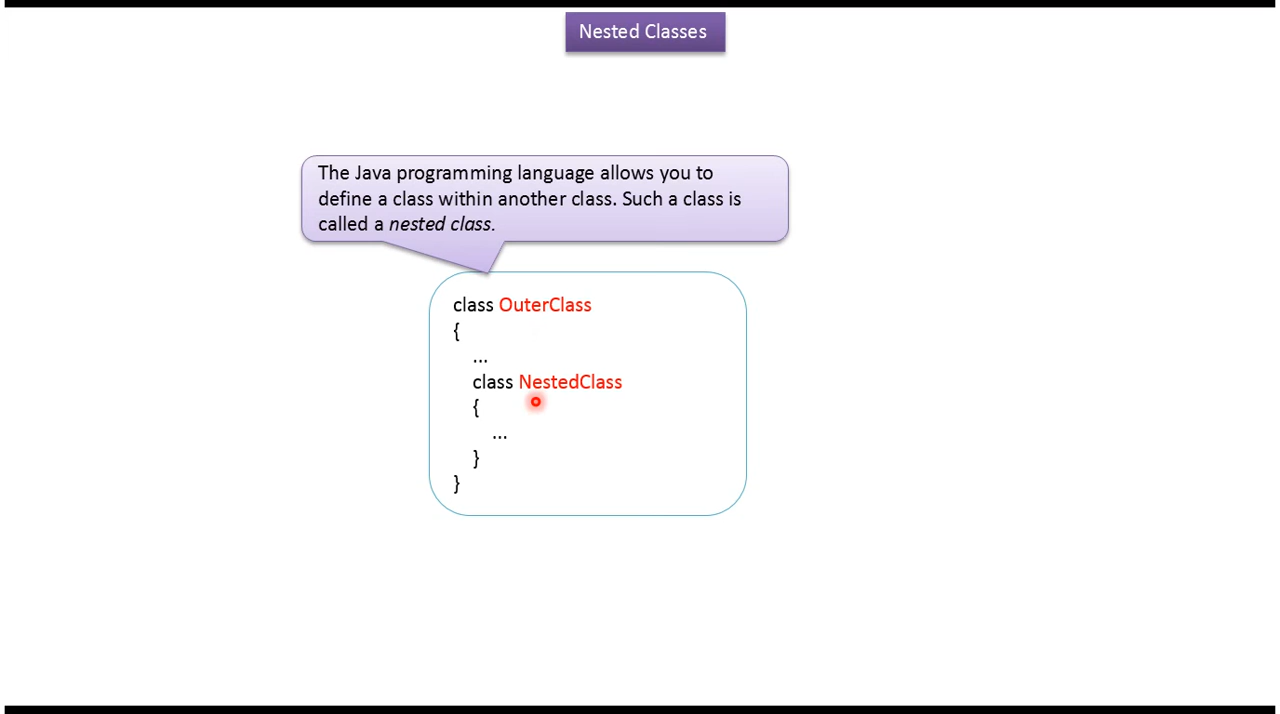 Nested Classes
The Java programming language allows you to
define a class within another class. Such a class is
called a nested class.
class OuterClass
{
...
class NestedClass
{
...
}
}